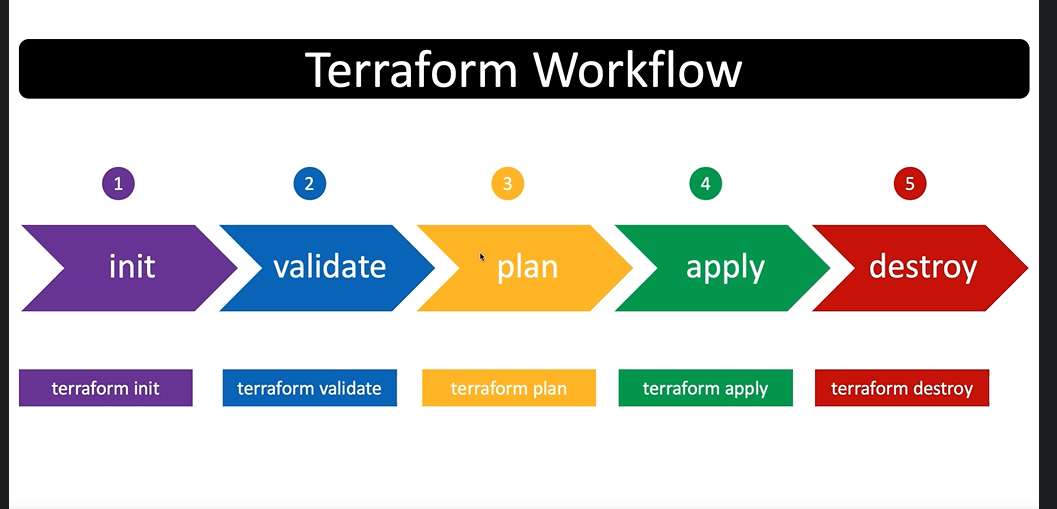 Terraform Workflow
1
2
3
4
5
init
validate
plan
apply
destroy
terraform init
terraform validate
terraform plan
terraform apply
terraform destroy